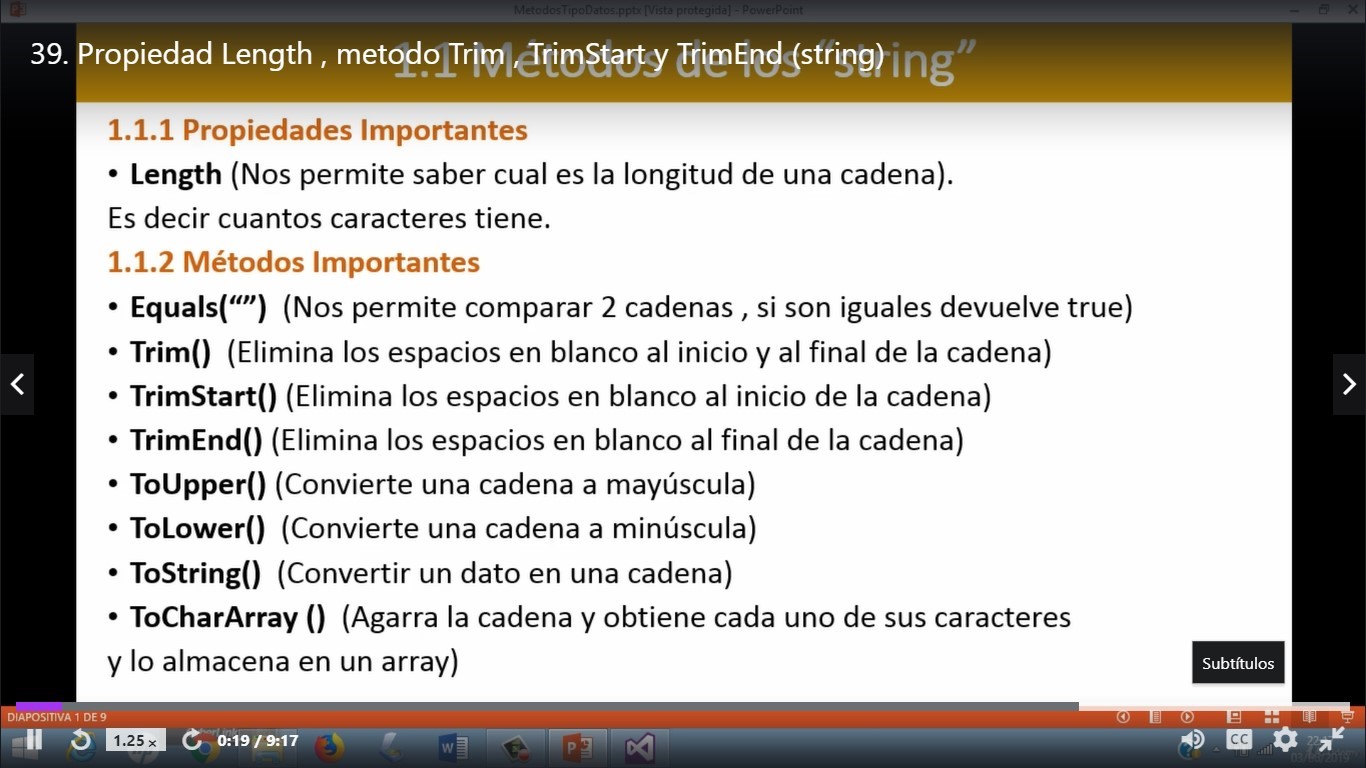 MetodosTipoDatos.pptx [Vista protegida] - PowerPoint
39. Propiedad Length , metodo Trim , TrimStart y TrimEnd (string)
1.1 Métodos de los “string”
1.1.1 Propiedades Importantes
• Length (Nos permite saber cual es la longitud de una cadena).
Es decir cuantos caracteres tiene.
1.1.2 Métodos Importantes
• Equals(“”) (Nos permite comparar 2 cadenas , si son iguales devuelve true)
• Trim() (Elimina los espacios en blanco al inicio y al final de la cadena)
• TrimStart() (Elimina los espacios en blanco al inicio de la cadena)
• TrimEnd() (Elimina los espacios en blanco al final de la cadena)
• ToUpper() (Convierte una cadena a mayúscula)
• ToLower() (Convierte una cadena a minúscula)
• ToString() (Convertir un dato en una cadena)
• ToCharArray () (Agarra la cadena y obtiene cada uno de sus caracteres
y lo almacena en un array)
Subtítulos
DIAPOSITIVA 1 DE 9
1.25 x
0:19 / 9:17
CC